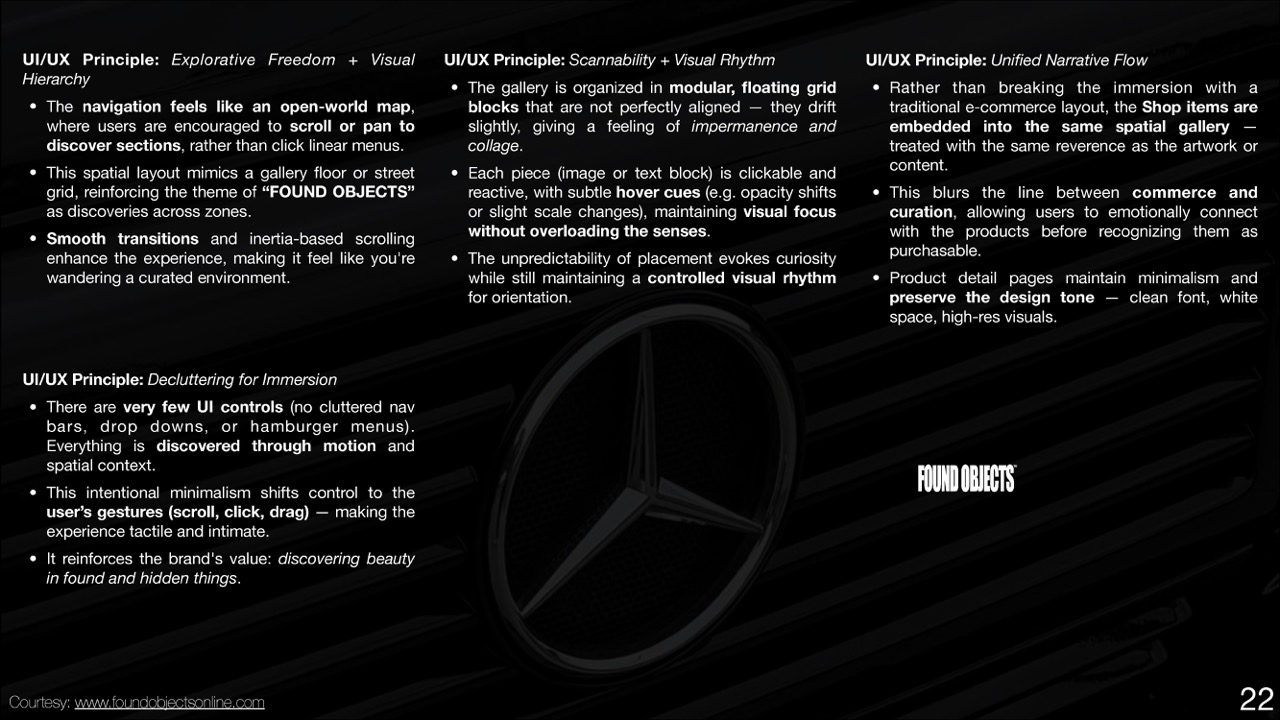 UI/UX Principle: Explorative Freedom + Visual
Hierarchy
• The navigation feels like an open-world map,
where users are encouraged to scroll or pan to
discover sections, rather than click linear menus.
• This spatial layout mimics a gallery floor or street
grid, reinforcing the theme of “FOUND OBJECTS”
as discoveries across zones.
• Smooth transitions and inertia-based scrolling
enhance the experience, making it feel like you're
wandering a curated environment.
UI/UX Principle: Scannability + Visual Rhythm
• The gallery is organized in modular, floating grid
blocks that are not perfectly aligned — they drift
slightly, giving a feeling of impermanence and
collage.
• Each piece (image or text block) is clickable and
reactive, with subtle hover cues (e.g. opacity shifts
or slight scale changes), maintaining visual focus
without overloading the senses.
• The unpredictability of placement evokes curiosity
while still maintaining a controlled visual rhythm
for orientation.
UI/UX Principle: Unified Narrative Flow
• Rather than breaking the immersion with a
traditional e-commerce layout, the Shop items are
embedded into the same spatial gallery —
treated with the same reverence as the artwork or
content.
• This blurs the line between commerce and
curation, allowing users to emotionally connect
with the products before recognizing them as
purchasable.
• Product detail pages maintain minimalism and
preserve the design tone — clean font, white
space, high-res visuals.
UI/UX Principle: Decluttering for Immersion
• There are very few UI controls (no cluttered nav
bars, drop downs, or hamburger menus).
Everything is discovered through motion and
spatial context.
• This intentional minimalism shifts control to the
user’s gestures (scroll, click, drag) — making the
experience tactile and intimate.
• It reinforces the brand's value: discovering beauty
in found and hidden things.
FOUND OBJECTS™
Courtesy: www.foundobjectsonline.com
22